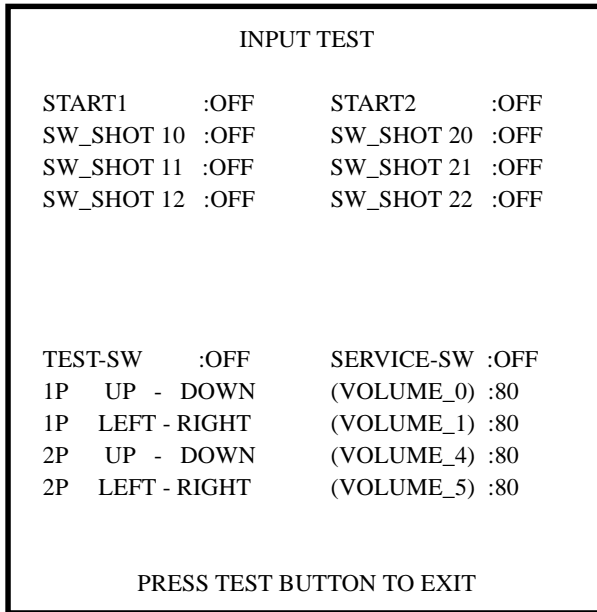 INPUT TEST
START1 :OFF START2 :OFF
SW_SHOT 10 :OFF SW_SHOT 20 :OFF
SW_SHOT 11 :OFF SW_SHOT 21 :OFF
SW_SHOT 12 :OFF SW_SHOT 22 :OFF
TEST-SW :OFF SERVICE-SW :OFF
1P UP - DOWN (VOLUME_0) :80
1P LEFT - RIGHT (VOLUME_1) :80
2P UP - DOWN (VOLUME_4) :80
2P LEFT - RIGHT (VOLUME_5) :80
PRESS TEST BUTTON TO EXIT